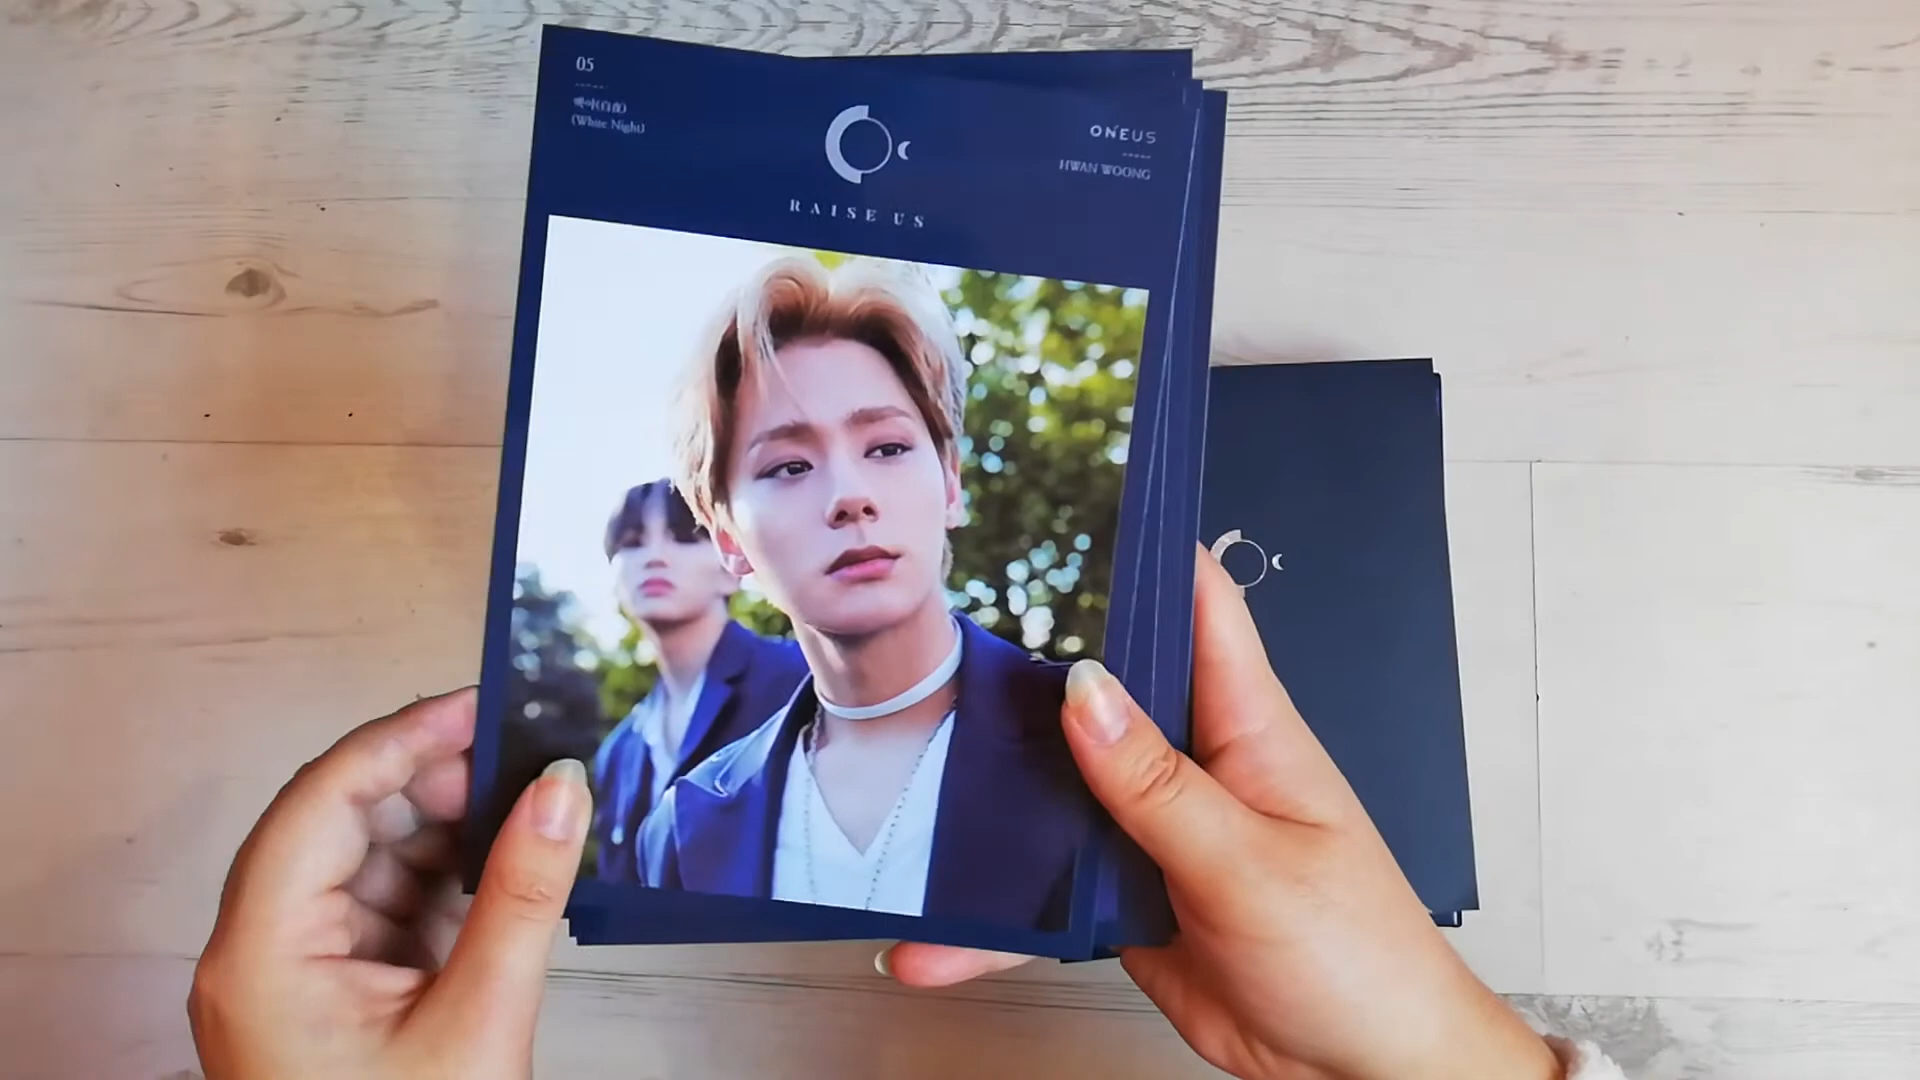 05
백야(白夜)
(White Night)
RAISE US
ONEUS
HWAN WOONG